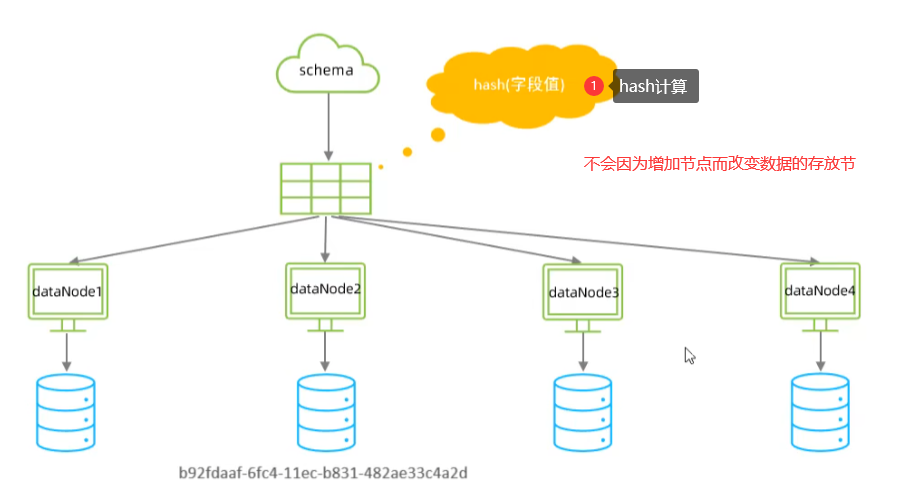 schema
hash(字段值)
1
hash计算
不会因为增加节点而改变数据的存放节
dataNode1
dataNode2
dataNode3
dataNode4
b92fdaaf-6fc4-11ec-b831-482ae33c4a2d